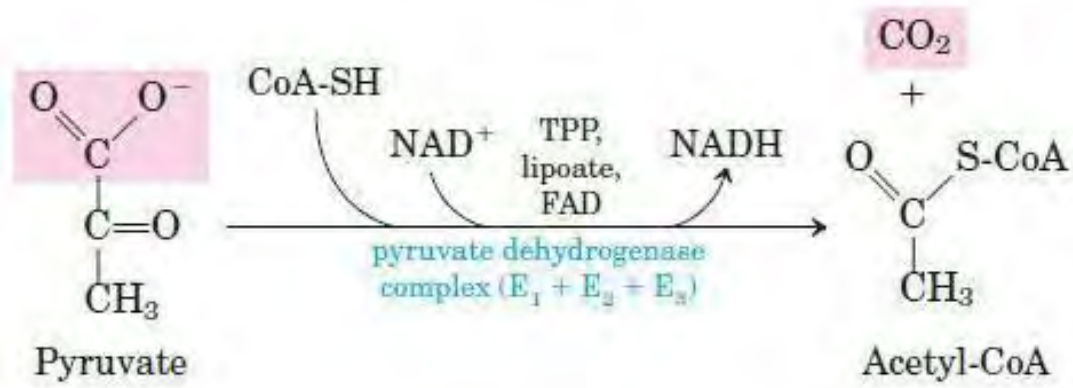 CO₂
+
O O⁻
C
C=O
CH₃
Pyruvate
CoA-SH
NAD⁺
TPP,
lipoate,
FAD
NADH
pyruvate dehydrogenase
complex (E₁ + E₂ + E₃)
O S-CoA
C
CH₃
Acetyl-CoA